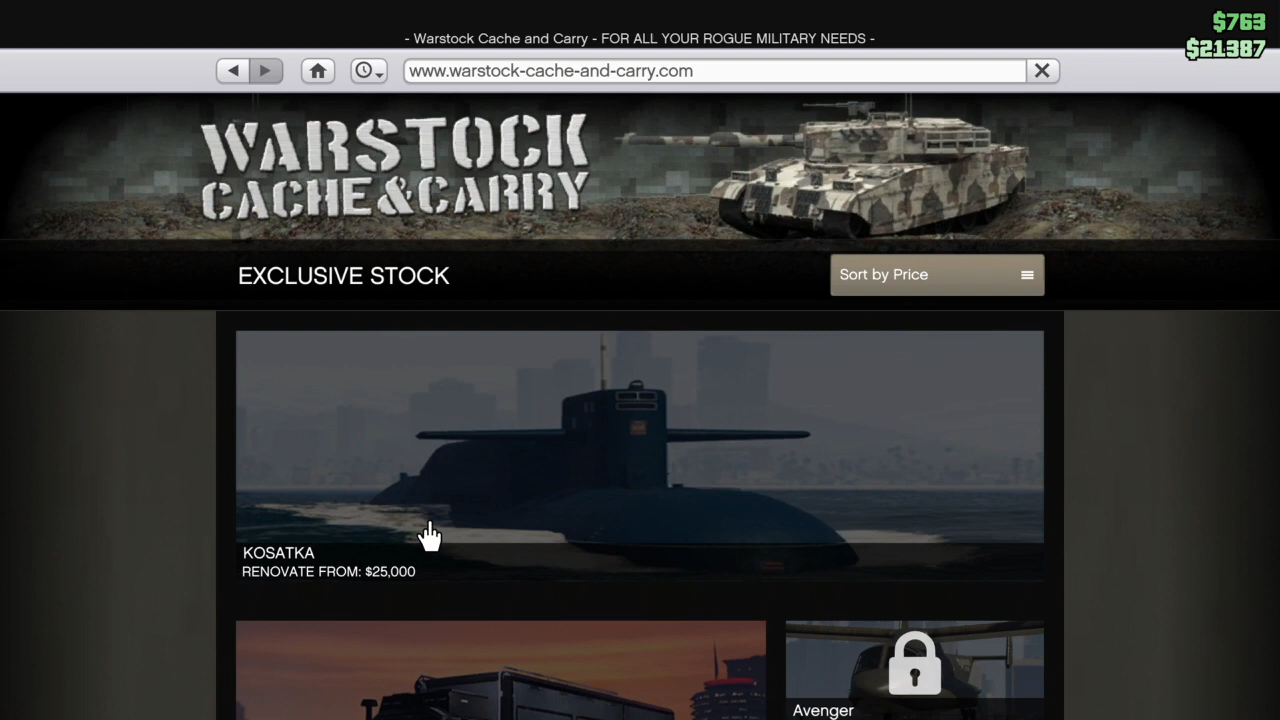 $763
- Warstock Cache and Carry - FOR ALL YOUR ROGUE MILITARY NEEDS -
$21387
www.warstock-cache-and-carry.com
WARSTOCK
CACHE&CARRY
EXCLUSIVE STOCK
Sort by Price
KOSATKA
RENOVATE FROM: $25,000
Avenger